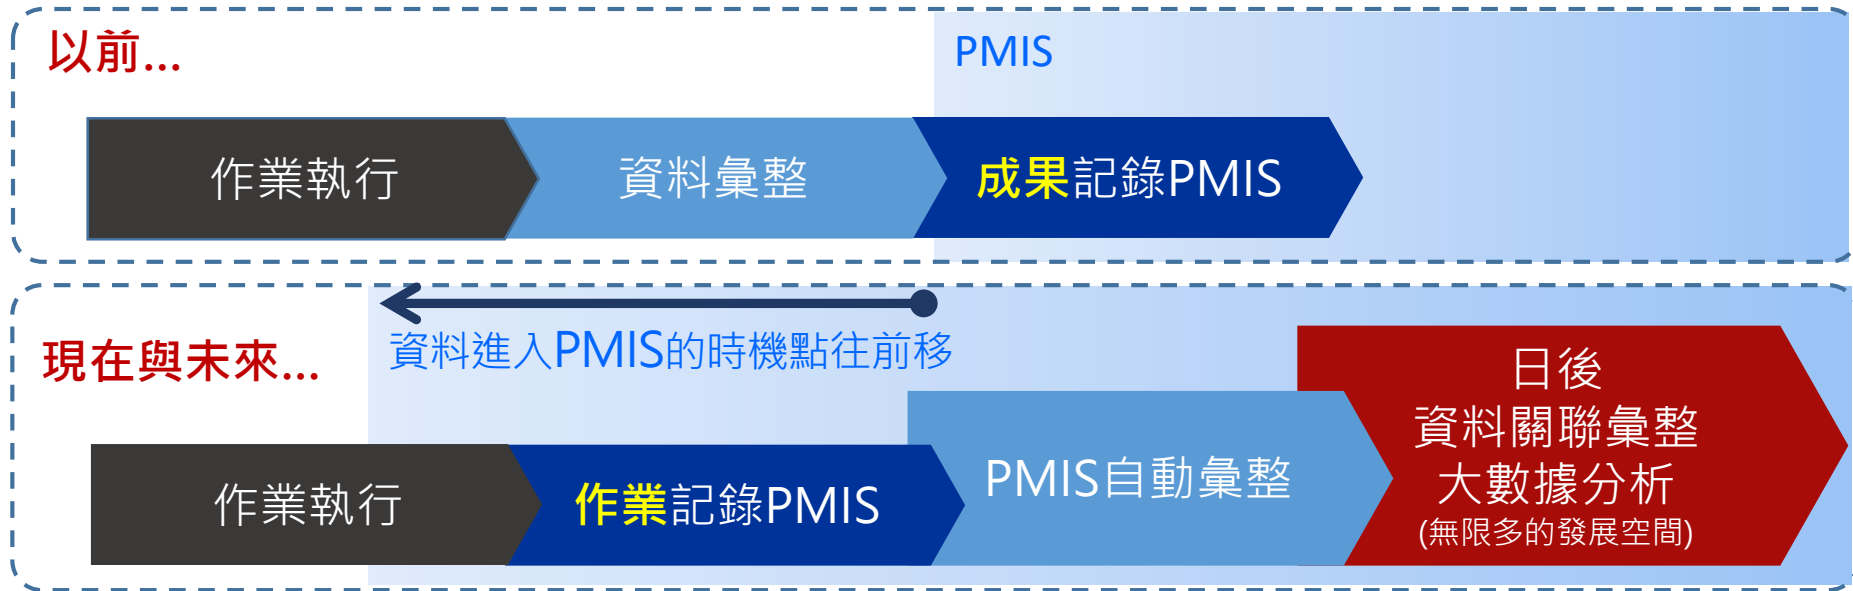 以前...
PMIS
作業執行
資料彙整
成果記錄PMIS
資料進入PMIS的時機點往前移
現在與未來...
作業執行
作業記錄PMIS
PMIS自動彙整
日後
資料關聯彙整
大數據分析
(無限多的發展空間)